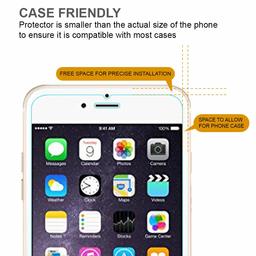 CASE FRIENDLY
Protector is smaller than the actual size of the phone
to ensure it is compatible with most cases
FREE SPACE FOR PRECISE INSTALLATION
SPACE TO ALLOW
FOR PHONE CASE
9:41 AM
100%
Tuesday
9
Messages
Calendar
Photos
Camera
Weather
Clock
Maps
Videos
Notes
Reminders
Stocks
Game Center